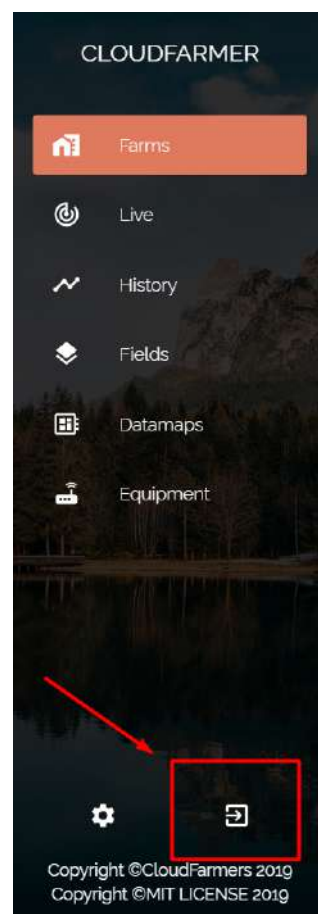 CLOUDFARMER
Farms
Live
History
Fields
Datamaps
Equipment
Copyright ©CloudFarmers 2019
Copyright ©MIT LICENSE 2019